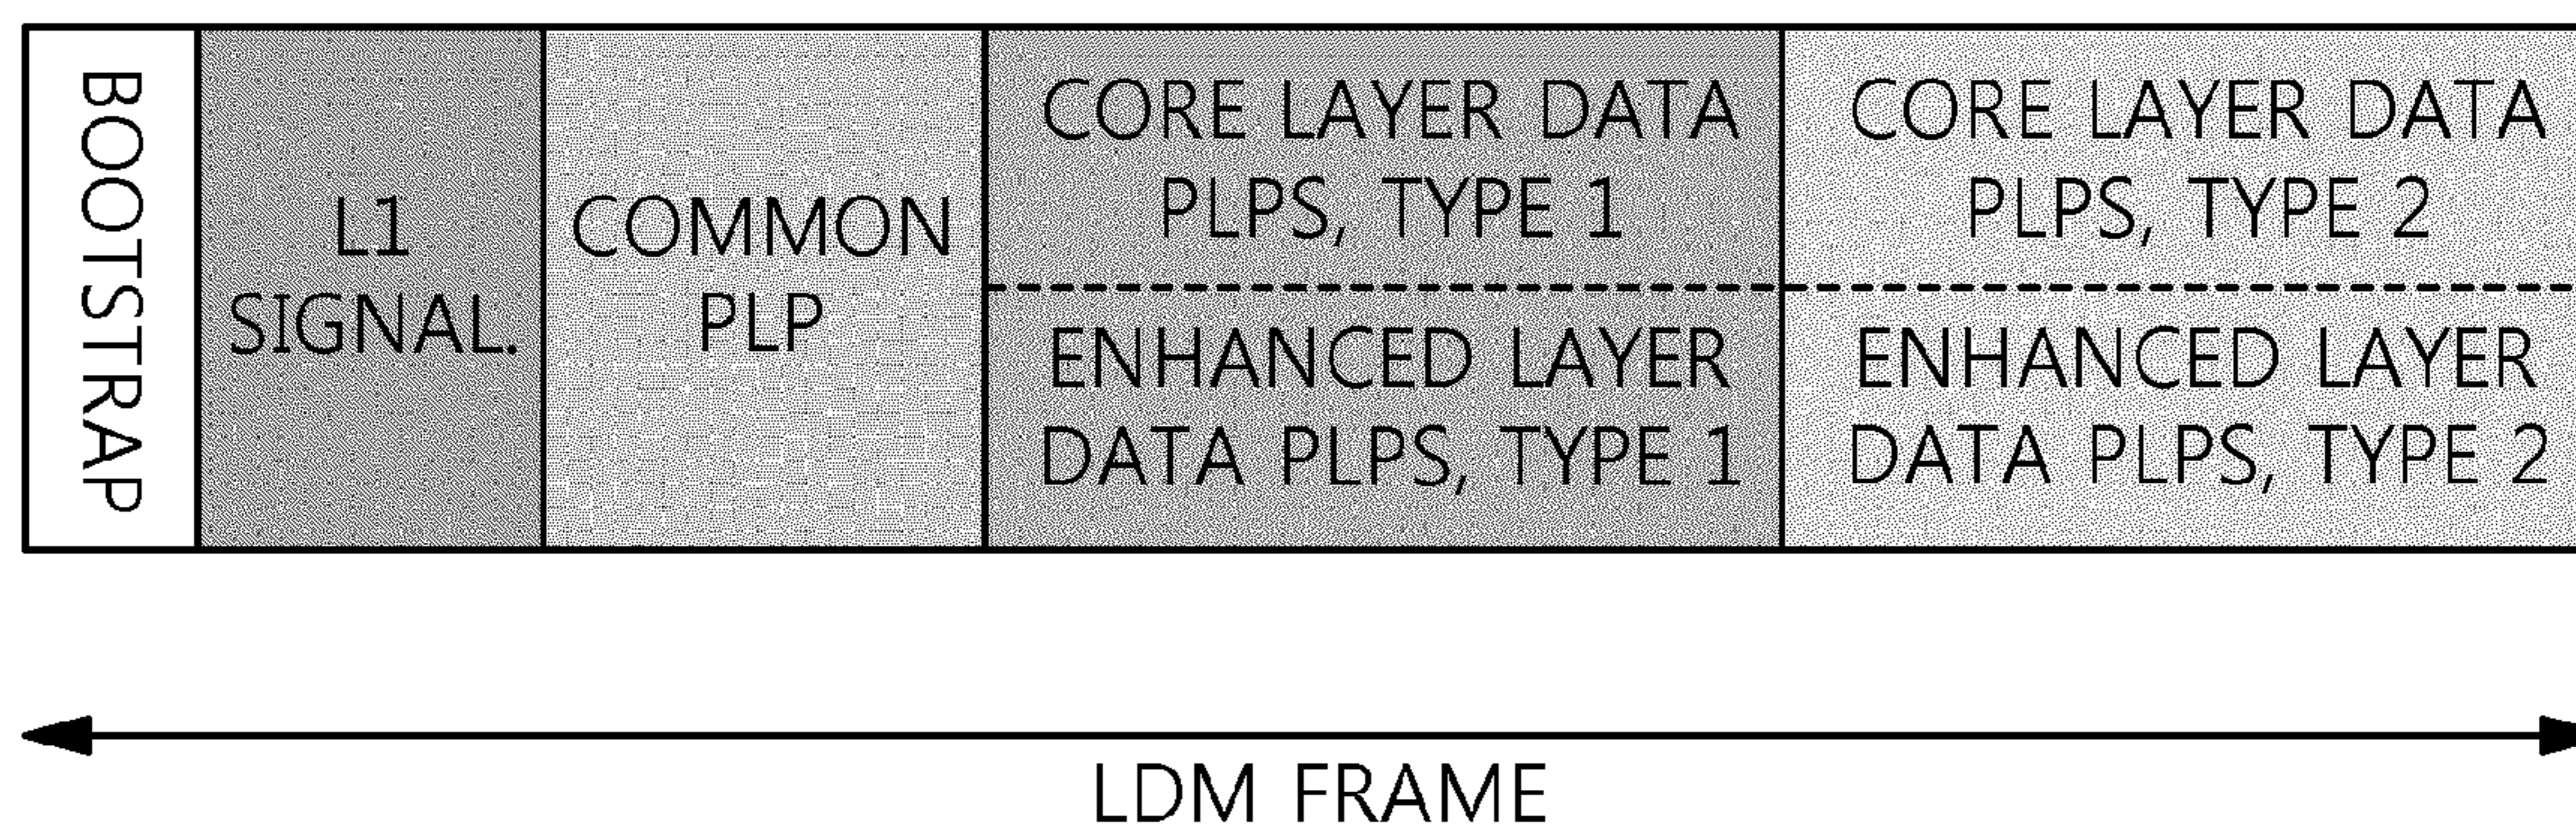 BOOTSTRAP
L1
SIGNAL.
COMMON
PLP
CORE LAYER DATA
PLPS, TYPE 1
ENHANCED LAYER
DATA PLPS, TYPE 1
CORE LAYER DATA
PLPS, TYPE 2
ENHANCED LAYER
DATA PLPS, TYPE 2
LDM FRAME